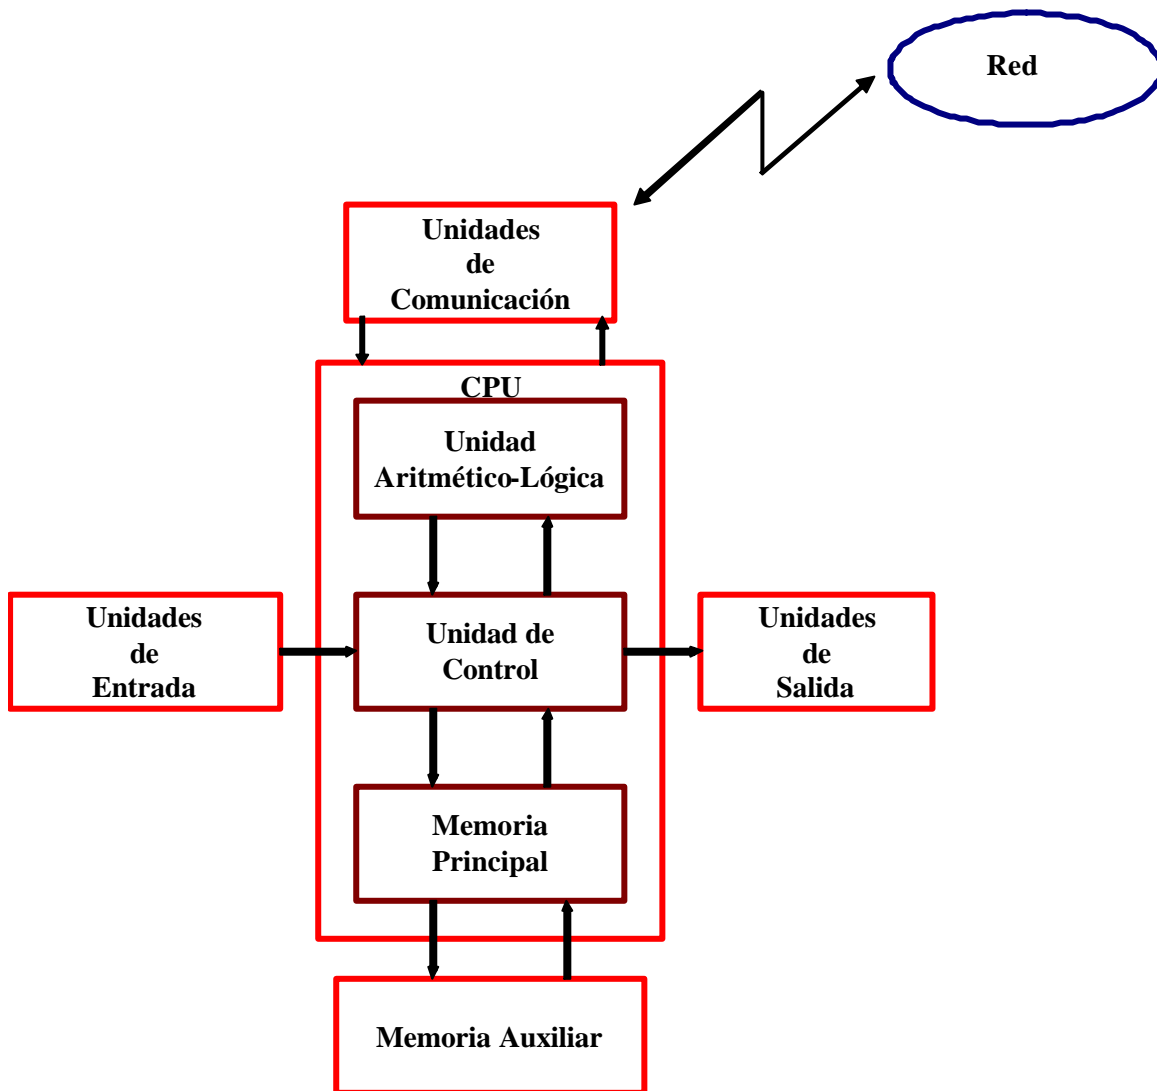 Red
Unidades
de
Comunicación
CPU
Unidad
Aritmético-Lógica
Unidades
de
Entrada
Unidad de
Control
Unidades
de
Salida
Memoria
Principal
Memoria Auxiliar